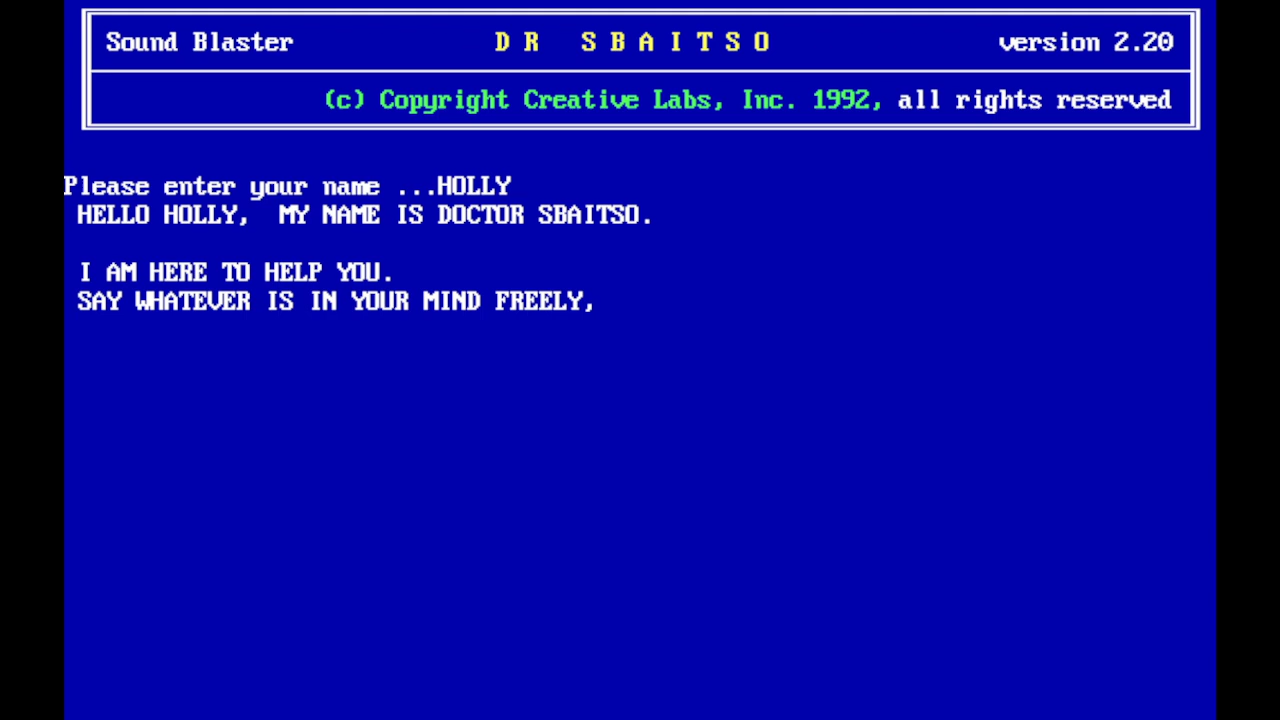 Sound Blaster D R S B A I T S O version 2.20
(c) Copyright Creative Labs, Inc. 1992, all rights reserved
Please enter your name ...HOLLY
HELLO HOLLY, MY NAME IS DOCTOR SBAITSO.
I AM HERE TO HELP YOU.
SAY WHATEVER IS IN YOUR MIND FREELY,